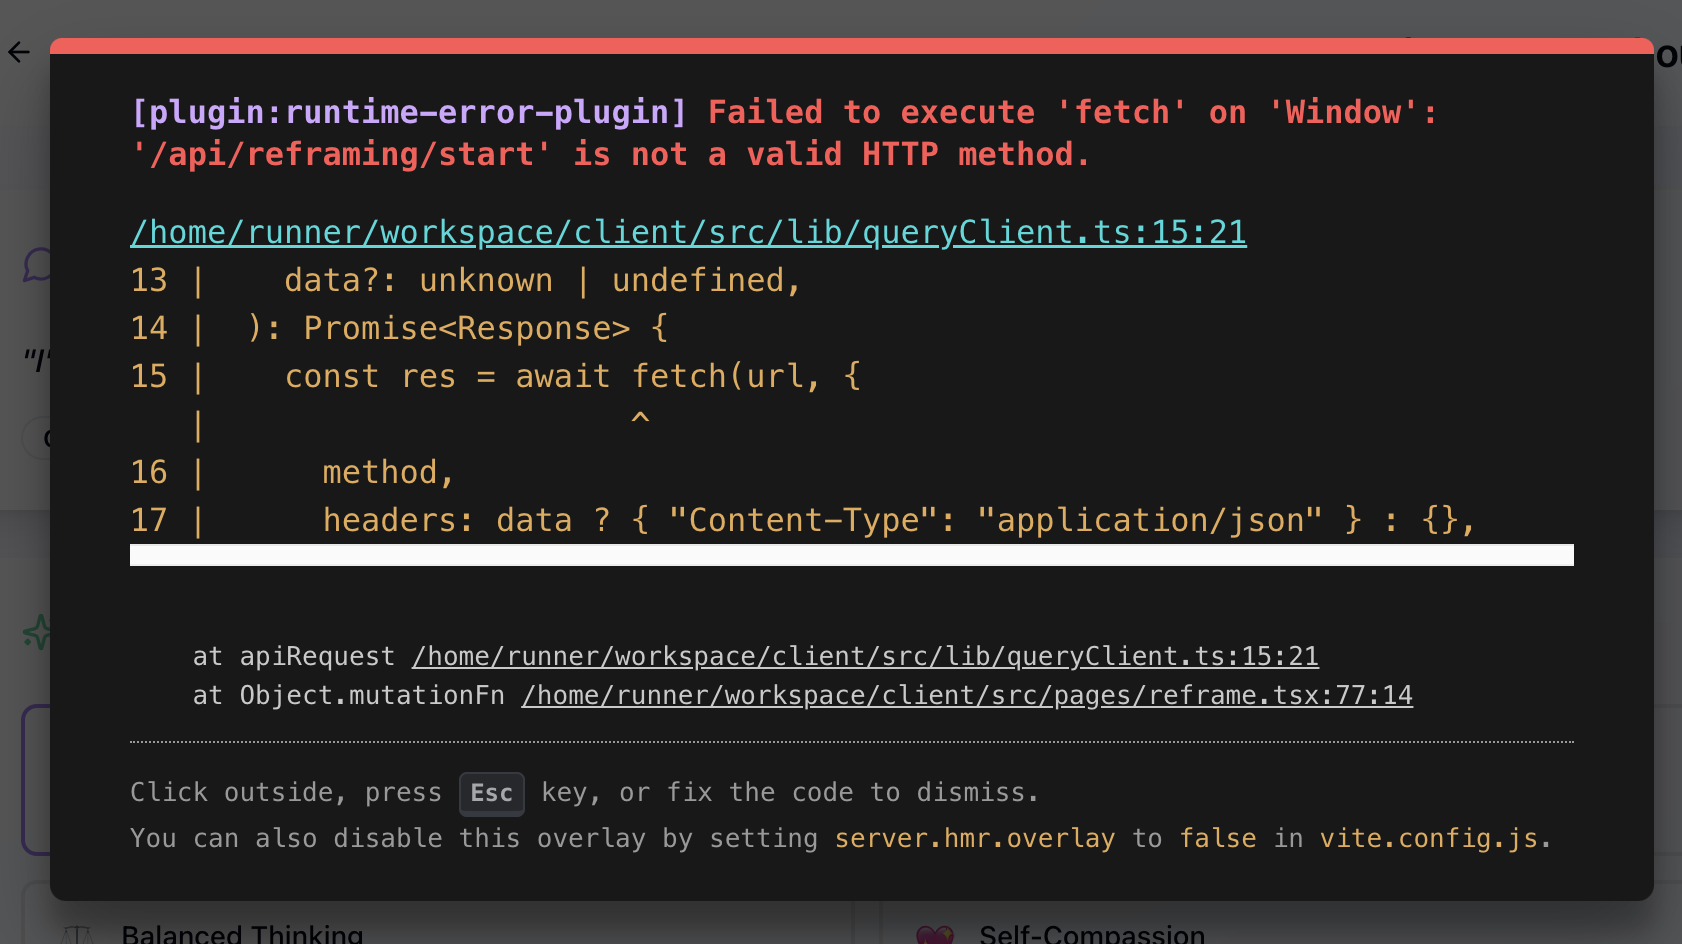 [plugin:runtime-error-plugin] Failed to execute 'fetch' on 'Window':
'/api/reframing/start' is not a valid HTTP method.
/home/runner/workspace/client/src/lib/queryClient.ts:15:21
13 |    data?: unknown | undefined,
14 |  ): Promise<Response> {
15 |    const res = await fetch(url, {
   |                      ^
16 |      method,
17 |      headers: data ? { "Content-Type": "application/json" } : {},
at apiRequest /home/runner/workspace/client/src/lib/queryClient.ts:15:21
at Object.mutationFn /home/runner/workspace/client/src/pages/reframe.tsx:77:14
Click outside, press Esc key, or fix the code to dismiss.
You can also disable this overlay by setting server.hmr.overlay to false in vite.config.js.
Balanced Thinking
Self-Compassion